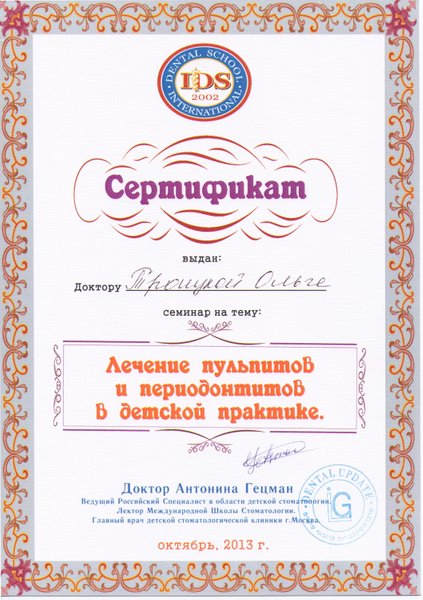 DENTAL SCHOOL
IDS
2002
INTERNATIONAL
Сертификат
выдан:
Доктору Троицкой Ольге
семинар на тему:
Лечение пульпитов
и периодонтитов
в детской практике.
Доктор Антонина Гецман
Ведущий Российский Специалист в области детской стоматологии.
Лектор Международной Школы Стоматологии.
Главный врач детской стоматологической клиники г.Москва.
DENTAL UPDATE
iG
октябрь, 2013 г.